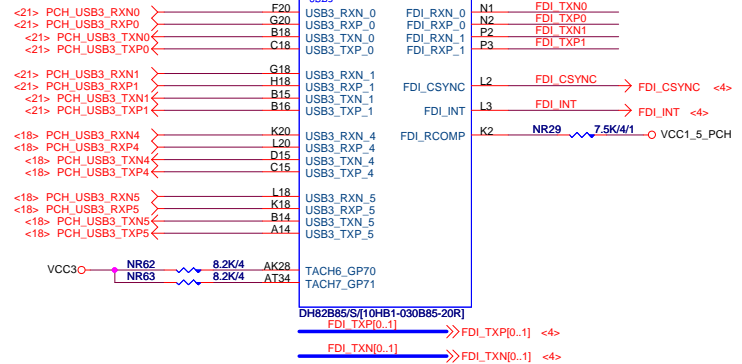 <21> PCH_USB3_RXN0 F20 USB3_RXN_0 FDI_RXN_0 N1 FDI_TXN0
<21> PCH_USB3_RXP0 G20 USB3_RXP_0 FDI_RXP_0 N2 FDI_TXP0
<21> PCH_USB3_TXN0 B18 USB3_TXN_0 FDI_RXN_1 P2 FDI_TXN1
<21> PCH_USB3_TXP0 C18 USB3_TXP_0 FDI_RXP_1 P3 FDI_TXP1
<21> PCH_USB3_RXN1 G18 USB3_RXN_1
<21> PCH_USB3_RXP1 H18 USB3_RXP_1 FDI_CSYNC L2 FDI_CSYNC FDI_CSYNC <4>
<21> PCH_USB3_TXN1 B15 USB3_TXN_1
<21> PCH_USB3_TXP1 B16 USB3_TXP_1 FDI_INT L3 FDI_INT FDI_INT <4>
<18> PCH_USB3_RXN4 K20 USB3_RXN_4 FDI_RCOMP K2 NR29 7.5K/4/1 VCC1_5_PCH
<18> PCH_USB3_RXP4 L20 USB3_RXP_4
<18> PCH_USB3_TXN4 D15 USB3_TXN_4
<18> PCH_USB3_TXP4 C15 USB3_TXP_4
<18> PCH_USB3_RXN5 L18 USB3_RXN_5
<18> PCH_USB3_RXP5 K18 USB3_RXP_5
<18> PCH_USB3_TXN5 B14 USB3_TXN_5
<18> PCH_USB3_TXP5 A14 USB3_TXP_5
VCC3 NR62 8.2K/4 AK28 TACH6_GP70
NR63 8.2K/4 AT34 TACH7_GP71
DH82B85/S/[10HB1-030B85-20R]
FDI_TXP[0..1] FDI_TXP[0..1] <4>
FDI_TXN[0..1] FDI_TXN[0..1] <4>